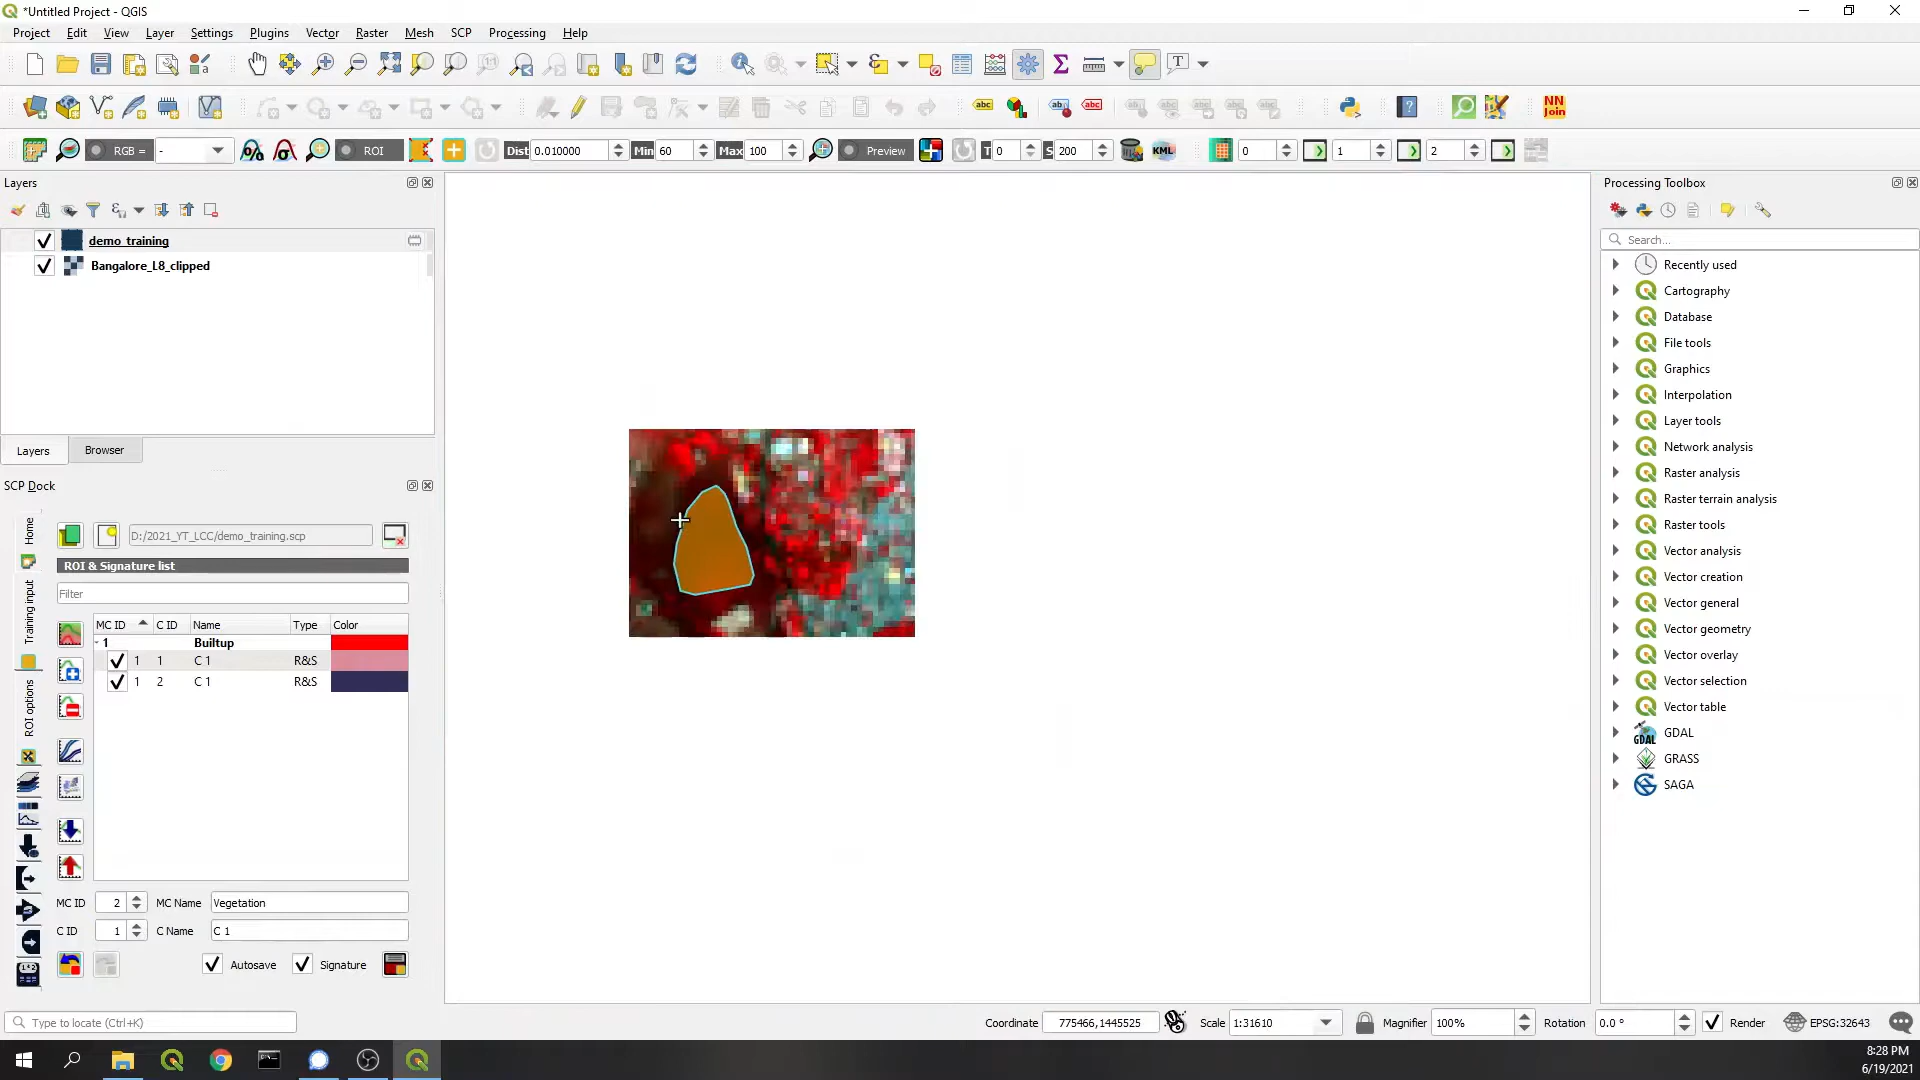 *Untitled Project - QGIS
Project Edit View Layer Settings Plugins Vector Raster Mesh SCP Processing Help
abc abc abc
NN
Join
RGB = - ROI Dist 0.010000 Min 60 Max 100 Preview T 0 S 200 KML 0 1 2
Layers
demo_training
Bangalore_L8_clipped
Layers Browser
SCP Dock
Home
Training input
ROI options
D:/2021_YT_LCC/demo_training.scp
ROI & Signature list
Filter
MC ID C ID Name Type Color
1 Builtup
1 1 C 1 R&S
1 2 C 1 R&S
MC ID 2 MC Name Vegetation
C ID 1 C Name C 1
Autosave Signature
Processing Toolbox
Search...
Recently used
Cartography
Database
File tools
Graphics
Interpolation
Layer tools
Network analysis
Raster analysis
Raster terrain analysis
Raster tools
Vector analysis
Vector creation
Vector general
Vector geometry
Vector overlay
Vector selection
Vector table
GDAL
GRASS
SAGA
Type to locate (Ctrl+K)
Coordinate 775466,1445525 Scale 1:31610 Magnifier 100% Rotation 0.0 ° Render EPSG:32643
8:28 PM
6/19/2021